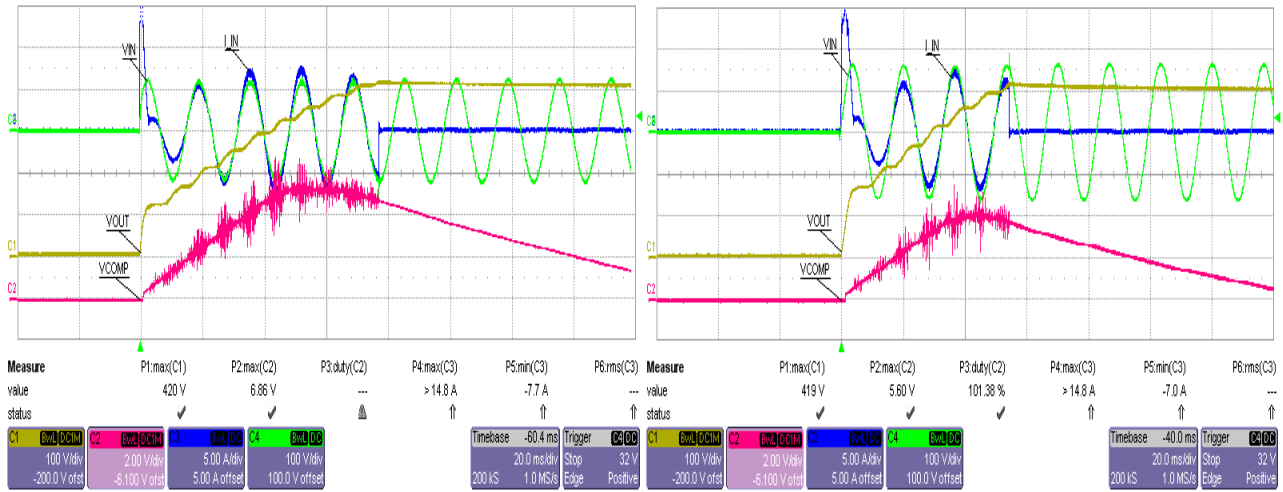 VIN
I_IN
C3
VOUT
C1
VCOMP
C2
Measure P1:max(C1) P2:max(C2) P3:duty(C2) P4:max(C3) P5:min(C3) P6:rms(C3)
value 420 V 6.86 V --- > 14.8 A -7.7 A ---
status
C1 BwL DC1M C2 BwL DC1M C3 BwL DC C4 BwL DC Timebase -60.4 ms Trigger C4 DC
100 V/div 2.00 V/div 5.00 A/div 100 V/div 20.0 ms/div Stop 32 V
-200.0 V ofst -6.100 V ofst 5.00 A offset 100.0 V offset 200 kS 1.0 MS/s Edge Positive
VIN
I_IN
C3
VOUT
C1
VCOMP
C2
Measure P1:max(C1) P2:max(C2) P3:duty(C2) P4:max(C3) P5:min(C3) P6:rms(C3)
value 419 V 5.60 V 101.38 % > 14.8 A -7.0 A ---
status
C1 BwL DC1M C2 BwL DC1M C3 BwL DC C4 BwL DC Timebase -40.0 ms Trigger C4 DC
100 V/div 2.00 V/div 5.00 A/div 100 V/div 20.0 ms/div Stop 32 V
-200.0 V ofst -6.100 V ofst 5.00 A offset 100.0 V offset 200 kS 1.0 MS/s Edge Positive